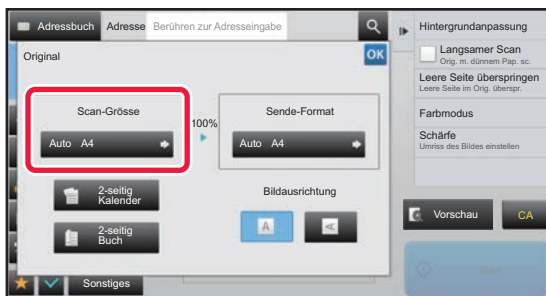 Adressbuch
Adresse
Berühren zur Adresseingabe
Original
OK
Scan-Grösse
Auto A4
100%
Sende-Format
Auto A4
2-seitig
Kalender
2-seitig
Buch
Bildausrichtung
A
A
Sonstiges
Hintergrundanpassung
Langsamer Scan
Orig. m. dünnem Pap. sc.
Leere Seite überspringen
Leere Seite im Orig. überspr.
Farbmodus
Schärfe
Umriss des Bildes einstellen
Vorschau
CA
Start